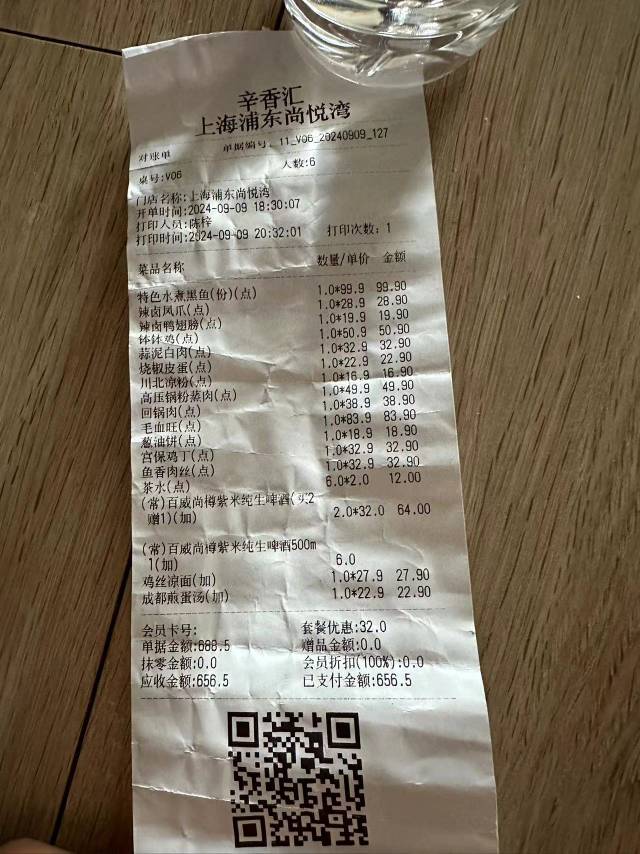 辛香汇
上海浦东尚悦湾
对账单 单据编号: 11_V06_20240909_127
桌号:V06 人数:6
门店名称:上海浦东尚悦湾
开单时间:2024-09-09 18:30:07
打印人员:陈梓
打印时间:2024-09-09 20:32:01 打印次数: 1
菜品名称 数量/单价 金额
特色水煮黑鱼(份)(点) 1.0*99.9 99.90
辣卤凤爪(点) 1.0*28.9 28.90
辣卤鸭翅膀(点) 1.0*19.9 19.90
钵钵鸡(点) 1.0*50.9 50.90
蒜泥白肉(点) 1.0*32.9 32.90
烧椒皮蛋(点) 1.0*22.9 22.90
川北凉粉(点) 1.0*16.9 16.90
高压锅粉蒸肉(点) 1.0*49.9 49.90
回锅肉(点) 1.0*38.9 38.90
毛血旺(点) 1.0*83.9 83.90
葱油饼(点) 1.0*18.9 18.90
宫保鸡丁(点) 1.0*32.9 32.90
鱼香肉丝(点) 1.0*32.9 32.90
茶水(点) 6.0*2.0 12.00
(常)百威尚樽紫米纯生啤酒(买2
赠1)(加) 2.0*32.0 64.00
(常)百威尚樽紫米纯生啤酒500m
l(加) 6.0
鸡丝凉面(加) 1.0*27.9 27.90
成都煎蛋汤(加) 1.0*22.9 22.90
会员卡号: 套餐优惠:32.0
单据金额:688.5 赠品金额:0.0
抹零金额:0.0 会员折扣(100%):0.0
应收金额:656.5 已支付金额:656.5